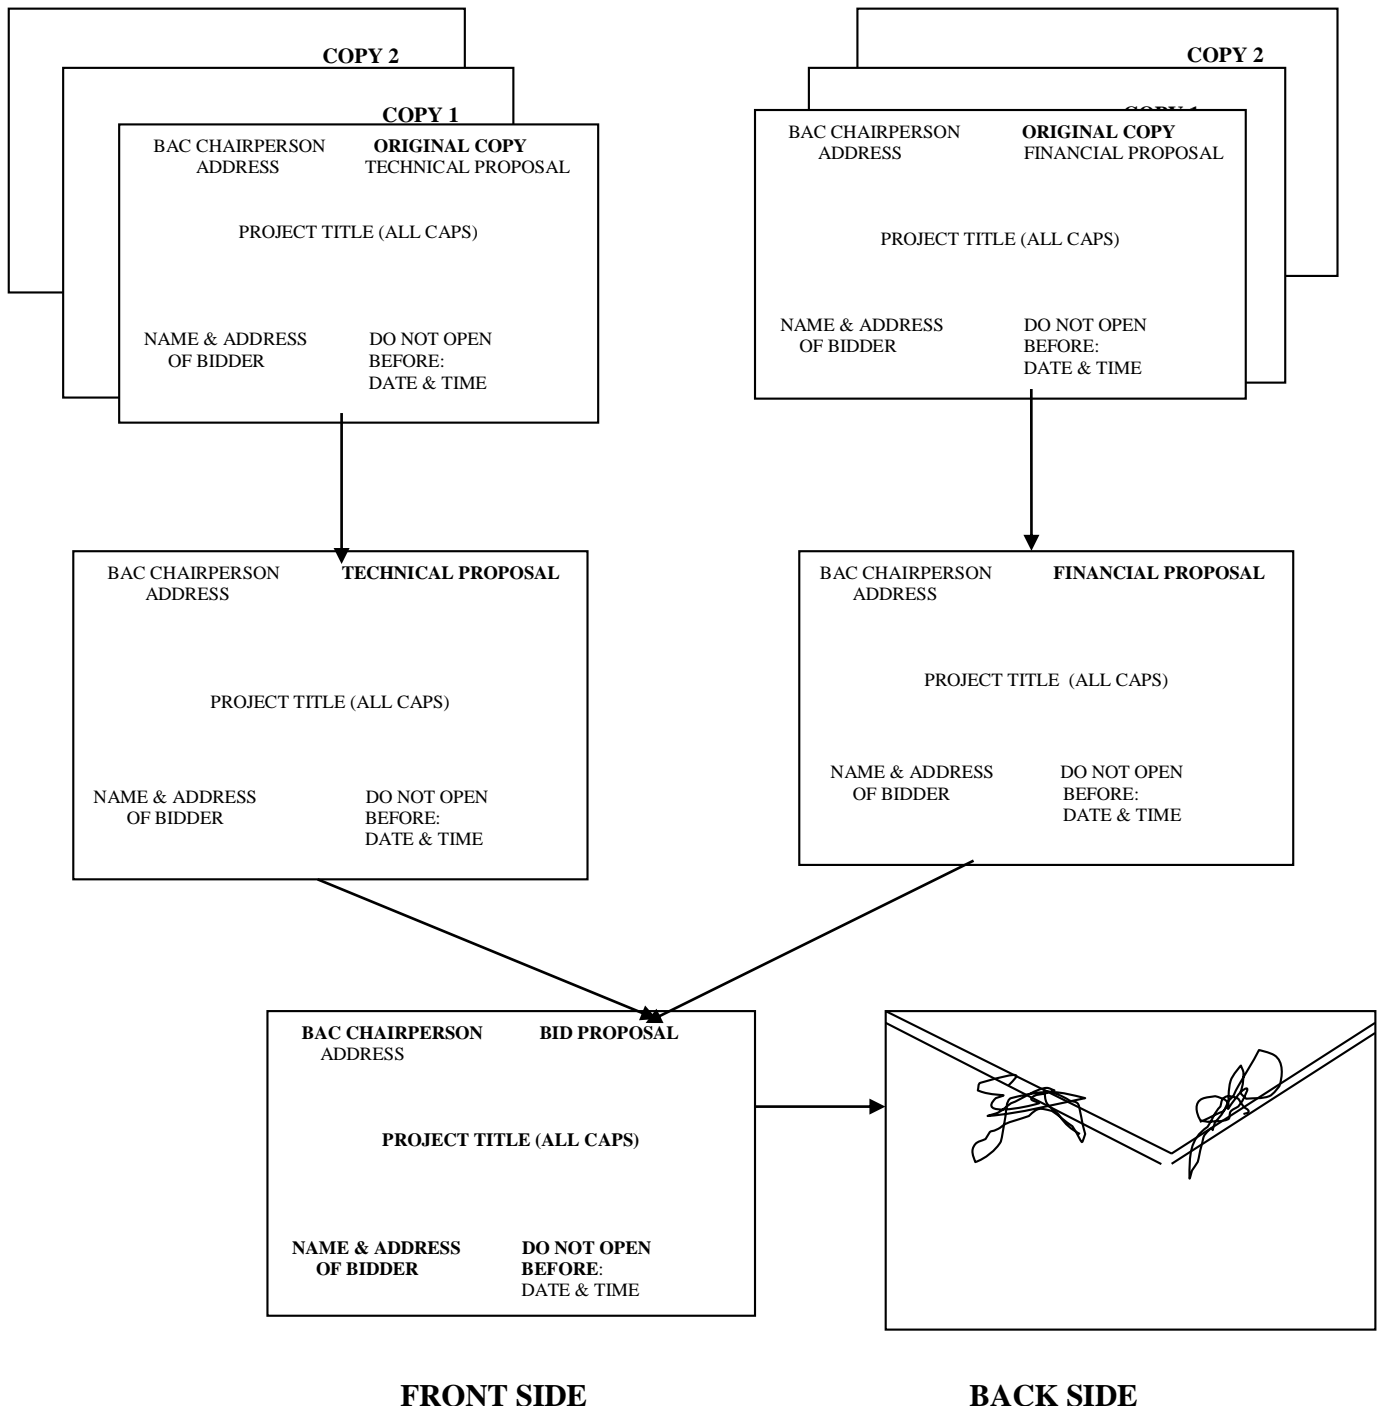 COPY 2
COPY 1
BAC CHAIRPERSON ORIGINAL COPY
ADDRESS TECHNICAL PROPOSAL
PROJECT TITLE (ALL CAPS)
NAME & ADDRESS DO NOT OPEN
OF BIDDER BEFORE:
DATE & TIME
COPY 2
BAC CHAIRPERSON ORIGINAL COPY
ADDRESS FINANCIAL PROPOSAL
PROJECT TITLE (ALL CAPS)
NAME & ADDRESS DO NOT OPEN
OF BIDDER BEFORE:
DATE & TIME
BAC CHAIRPERSON TECHNICAL PROPOSAL
ADDRESS
PROJECT TITLE (ALL CAPS)
NAME & ADDRESS DO NOT OPEN
OF BIDDER BEFORE:
DATE & TIME
BAC CHAIRPERSON FINANCIAL PROPOSAL
ADDRESS
PROJECT TITLE (ALL CAPS)
NAME & ADDRESS DO NOT OPEN
OF BIDDER BEFORE:
DATE & TIME
BAC CHAIRPERSON BID PROPOSAL
ADDRESS
PROJECT TITLE (ALL CAPS)
NAME & ADDRESS DO NOT OPEN
OF BIDDER BEFORE:
DATE & TIME
FRONT SIDE BACK SIDE